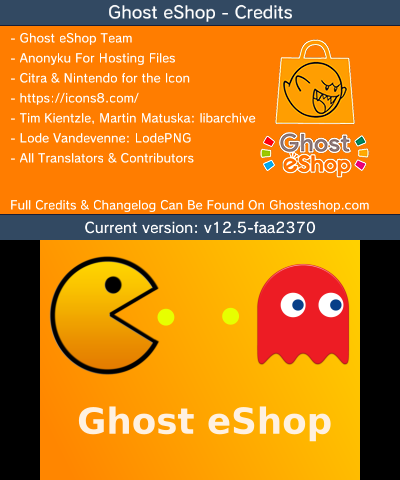 Ghost eShop - Credits
- Ghost eShop Team
- Anonyku For Hosting Files
- Citra & Nintendo for the Icon
- https://icons8.com/
- Tim Kientzle, Martin Matuska: libarchive
- Lode Vandevenne: LodePNG
- All Translators & Contributors
Ghost
eShop
Full Credits & Changelog Can Be Found On Ghosteshop.com
Current version: v12.5-faa2370
Ghost eShop